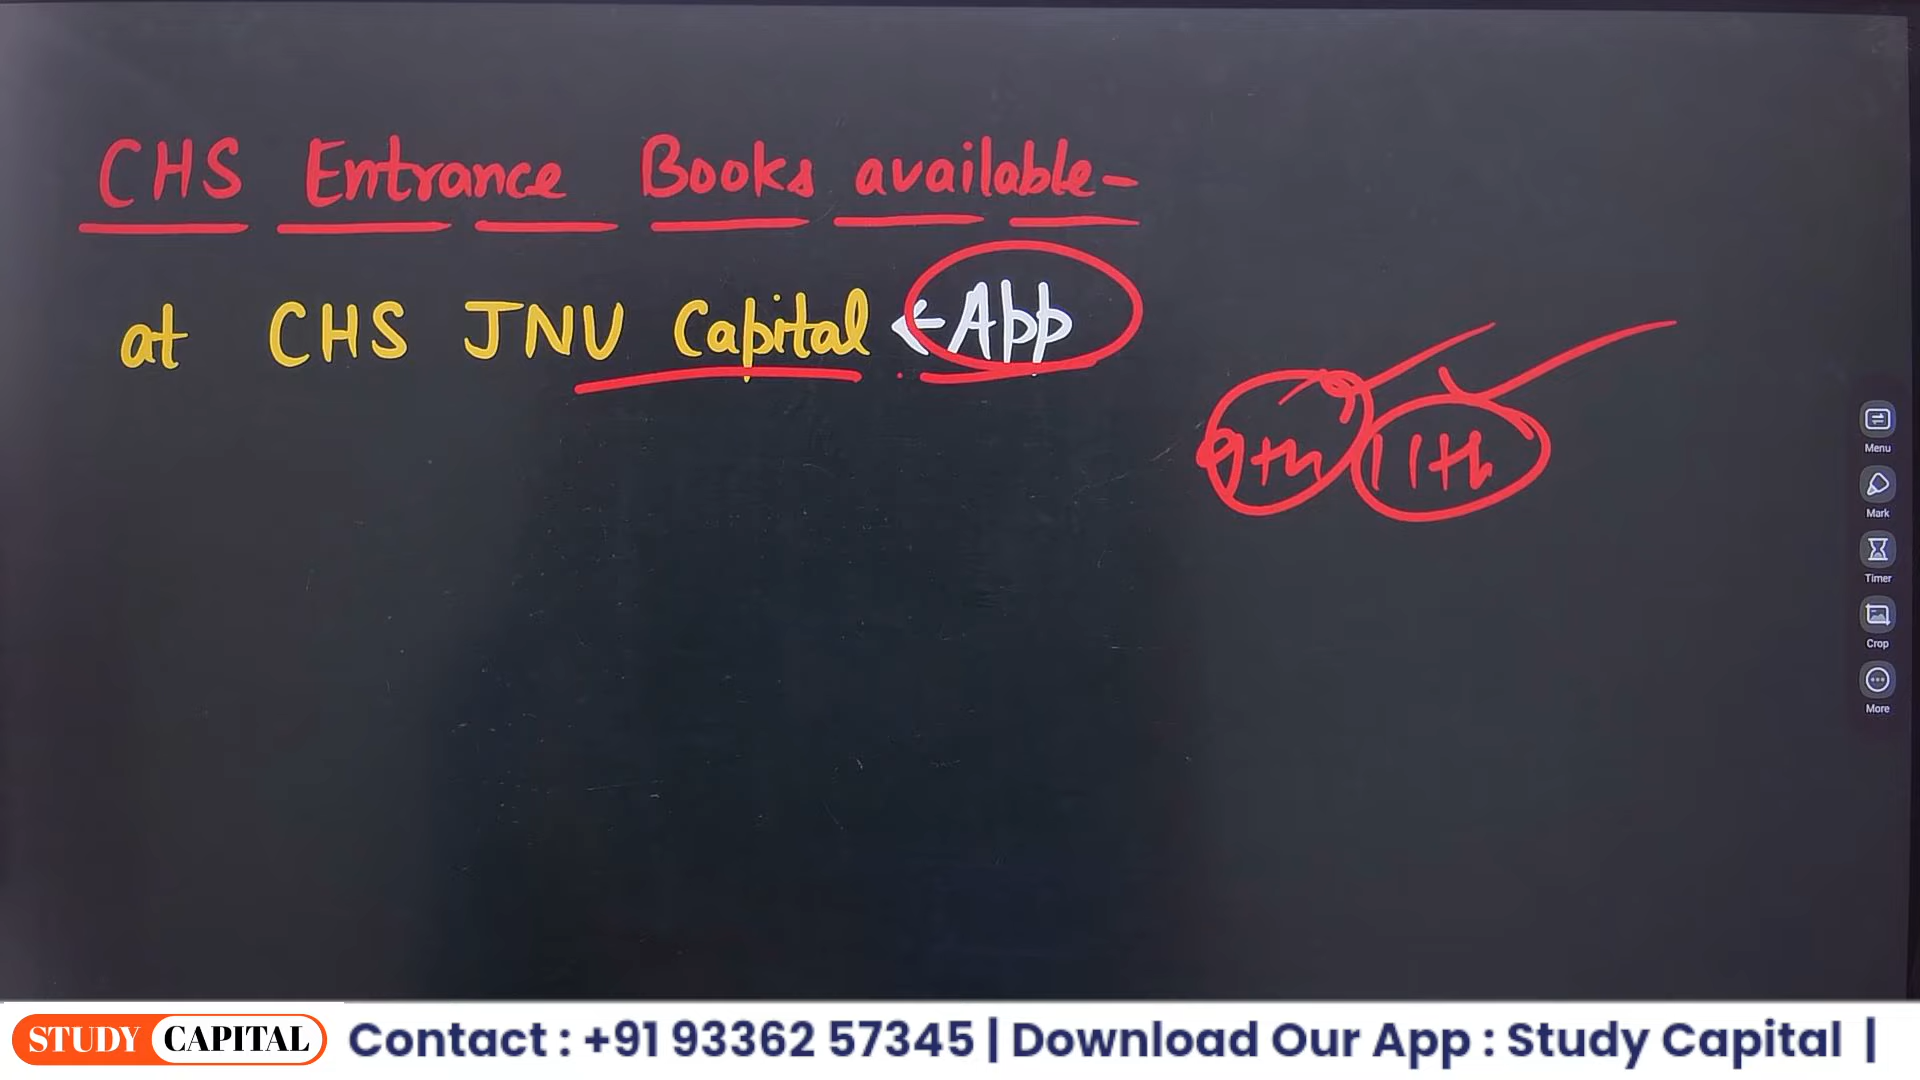 CHS Entrance Books available-
at CHS JNV Capital ← App
9th 11th
Menu
Mark
Timer
Crop
More
STUDY CAPITAL Contact : +91 93362 57345 | Download Our App : Study Capital |